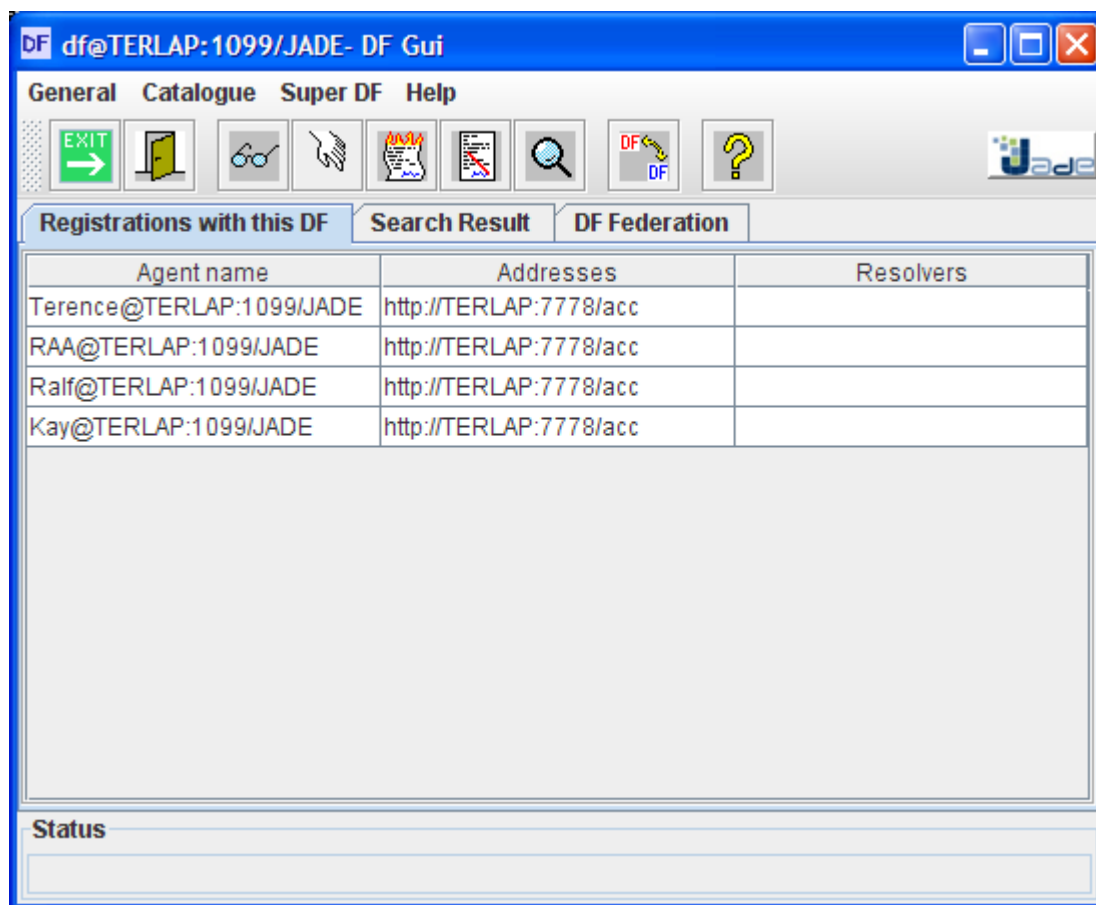 DF df@TERLAP:1099/JADE- DF Gui
General Catalogue Super DF Help
EXIT DF DF Jade
Registrations with this DF Search Result DF Federation
Agent name Addresses Resolvers
Terence@TERLAP:1099/JADE http://TERLAP:7778/acc
RAA@TERLAP:1099/JADE http://TERLAP:7778/acc
Ralf@TERLAP:1099/JADE http://TERLAP:7778/acc
Kay@TERLAP:1099/JADE http://TERLAP:7778/acc
Status